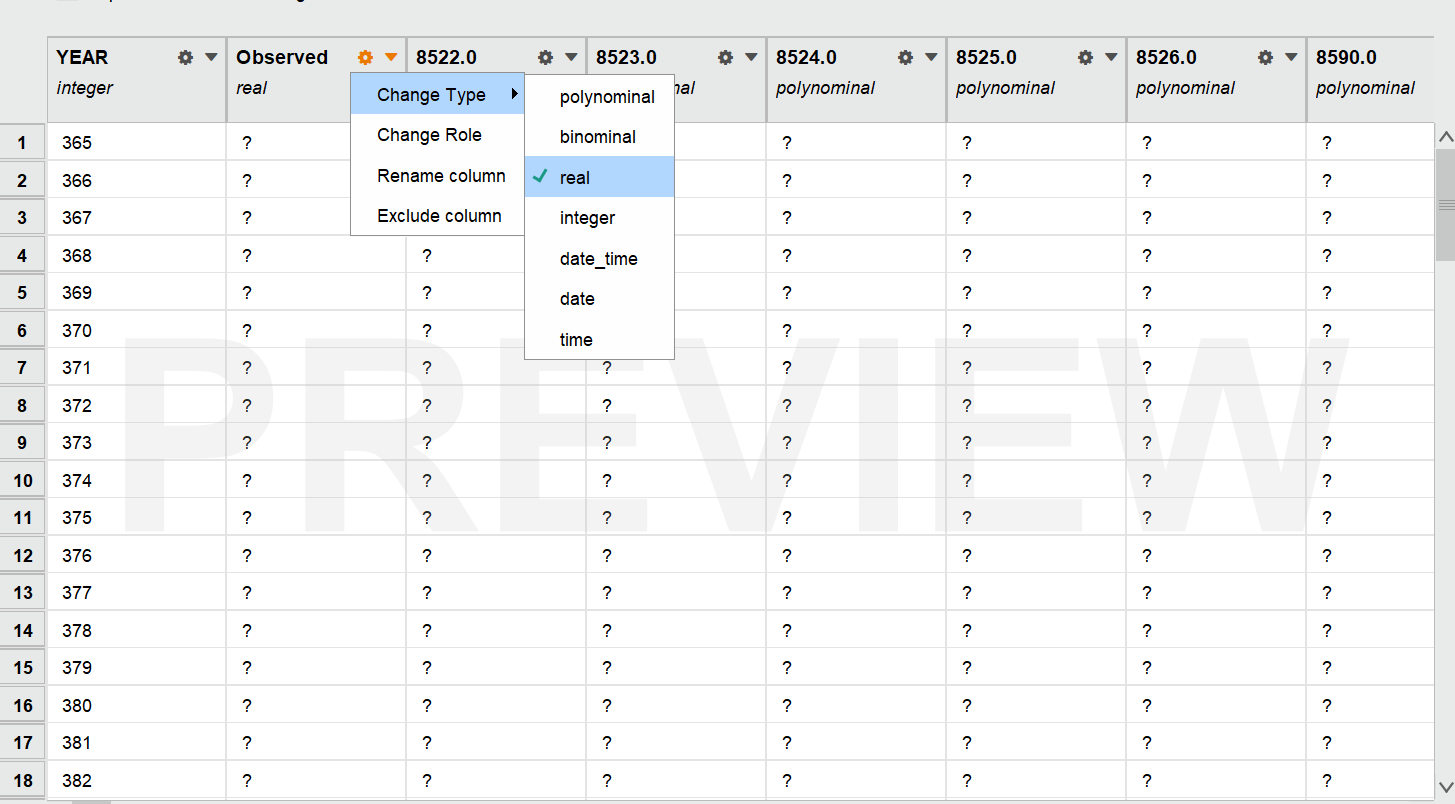 YEAR Observed 8522.0 8523.0 8524.0 8525.0 8526.0 8590.0
integer real nal polynominal polynominal polynominal polynominal
Change Type polynominal
Change Role binominal
Rename column real
Exclude column integer
date_time
date
time
1 365 ? ? ? ? ?
2 366 ? ? ? ? ?
3 367 ? ? ? ? ?
4 368 ? ? ? ? ? ?
5 369 ? ? ? ? ? ?
6 370 ? ? ? ? ? ?
7 371 ? ? ? ? ? ? ?
8 372 ? ? ? ? ? ? ?
9 373 ? ? ? ? ? ? ?
10 374 ? ? ? ? ? ? ?
11 375 ? ? ? ? ? ? ?
12 376 ? ? ? ? ? ? ?
13 377 ? ? ? ? ? ? ?
14 378 ? ? ? ? ? ? ?
15 379 ? ? ? ? ? ? ?
16 380 ? ? ? ? ? ? ?
17 381 ? ? ? ? ? ? ?
18 382 ? ? ? ? ? ? ?
PREVIEW